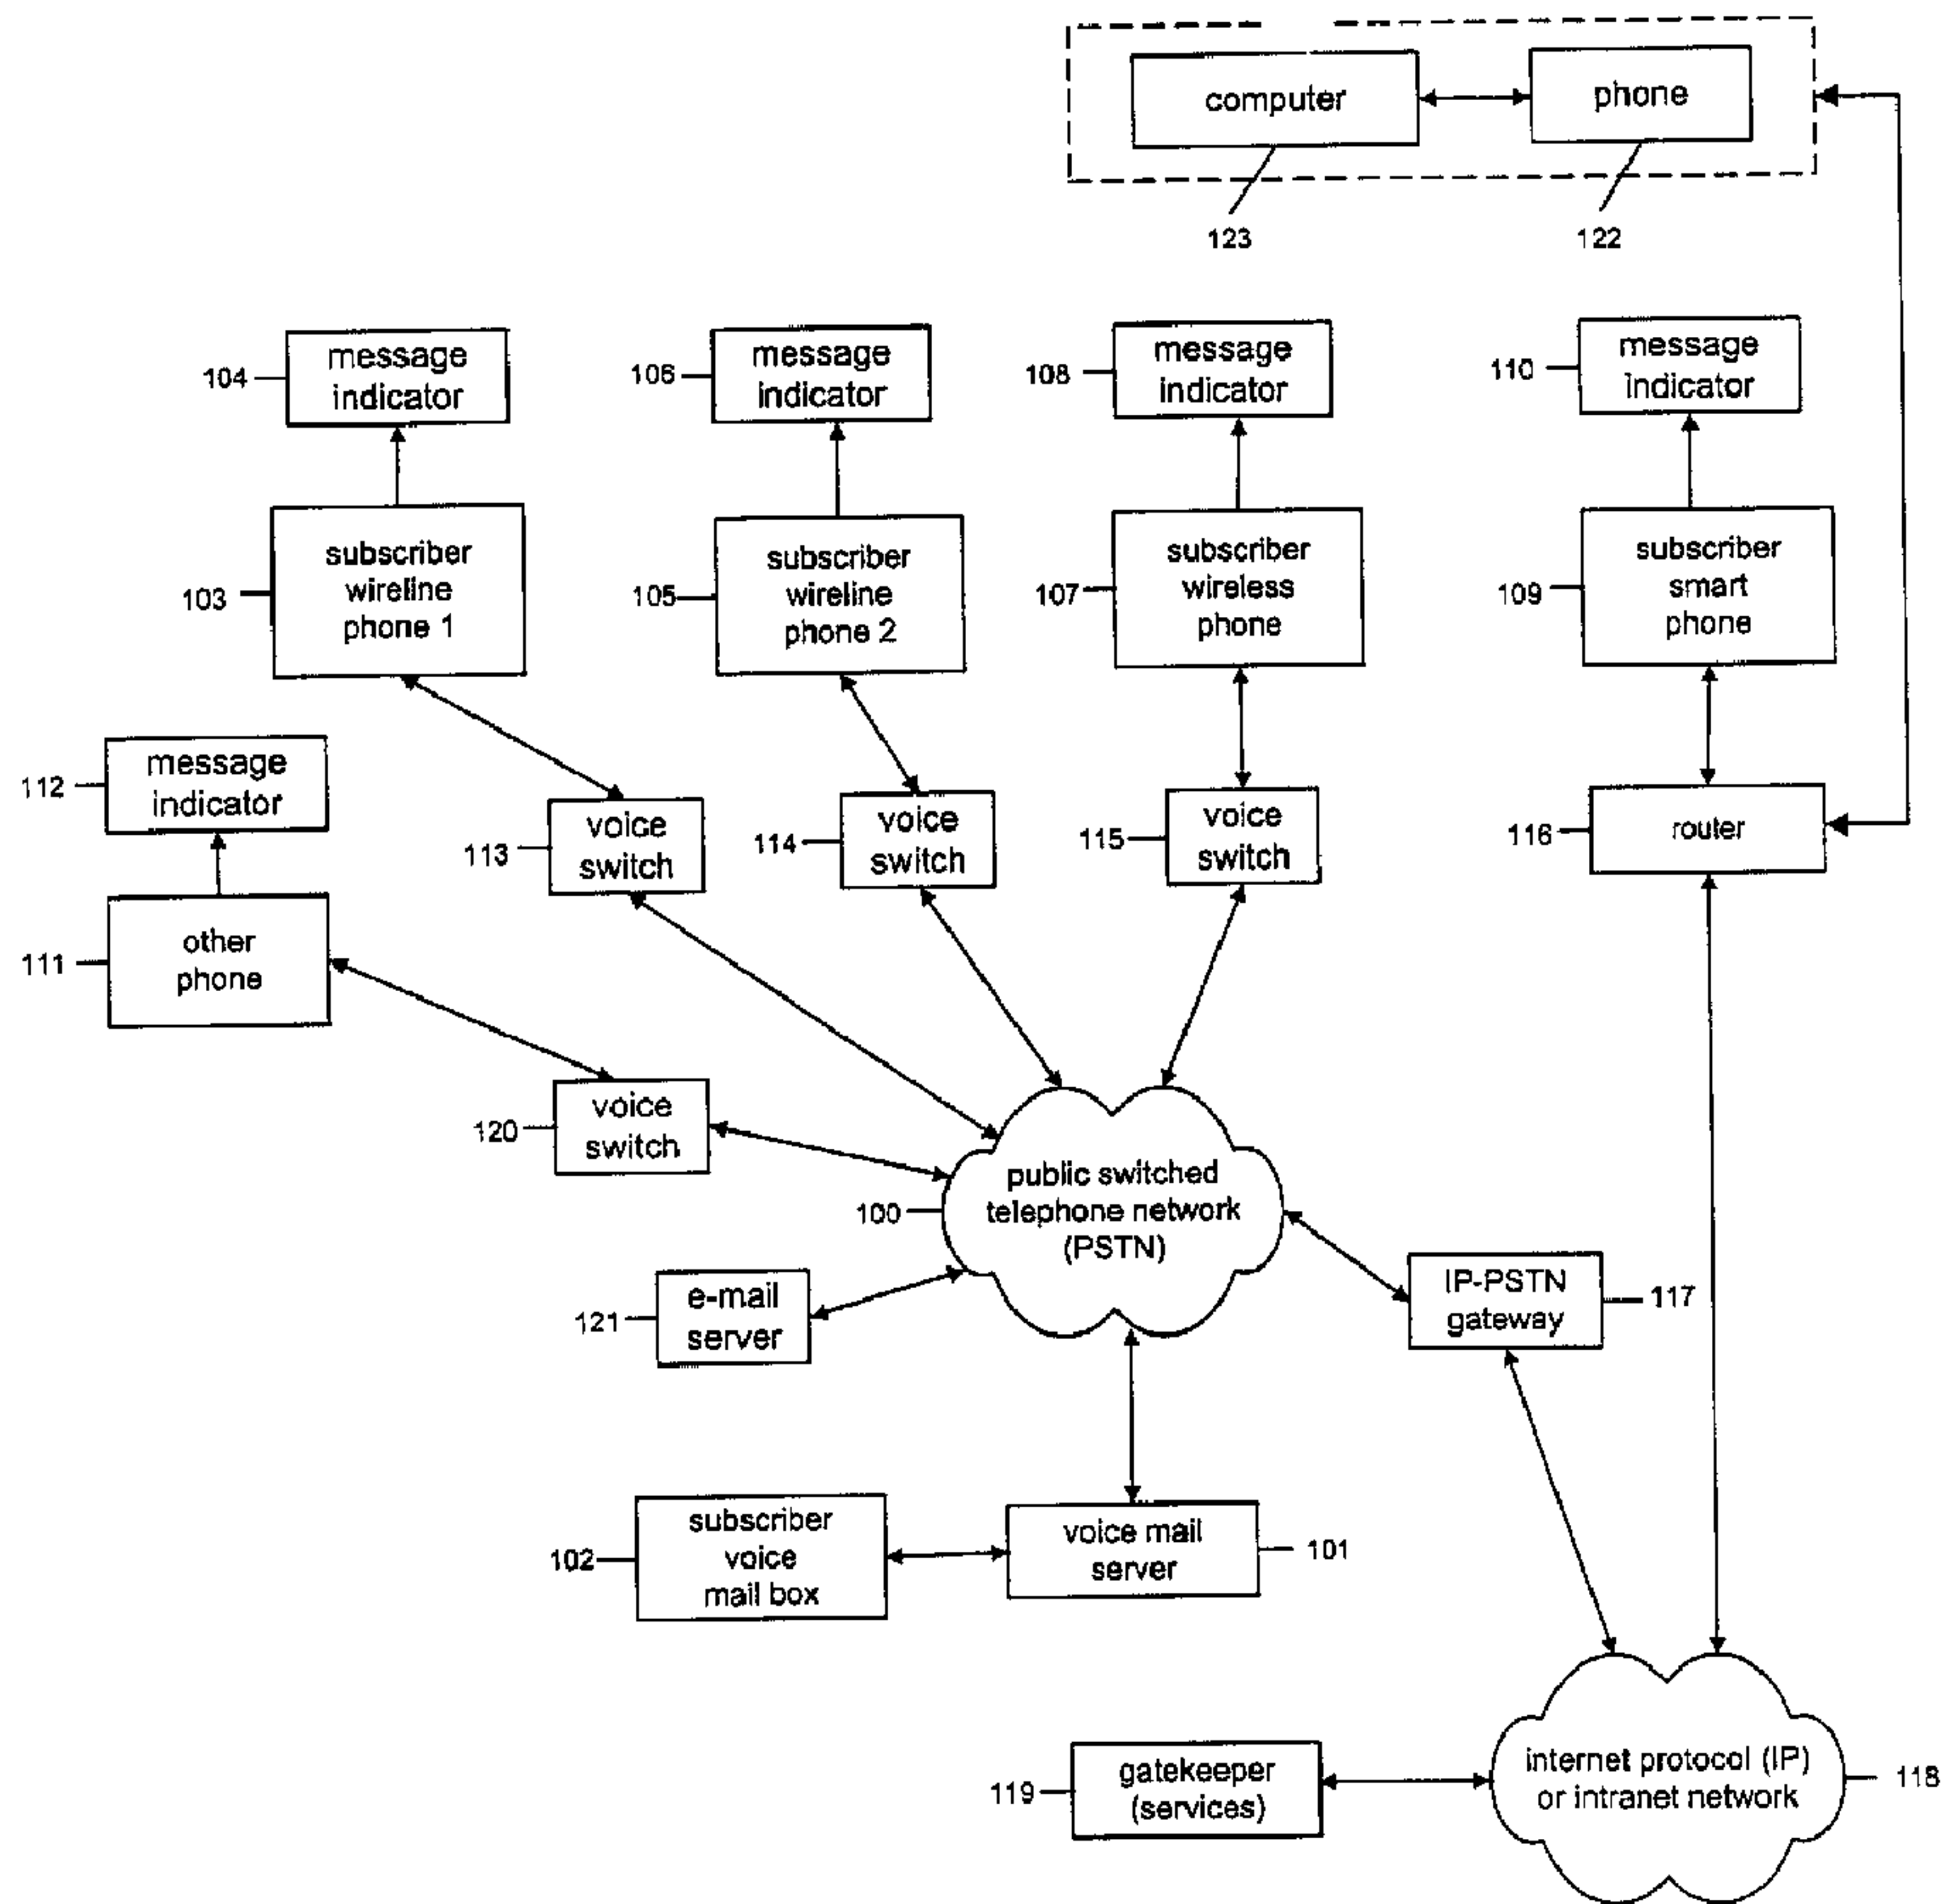 computer
phone
123
122
104
message
indicator
106
message
indicator
108
message
indicator
110
message
indicator
103
subscriber
wireline
phone 1
105
subscriber
wireline
phone 2
107
subscriber
wireless
phone
109
subscriber
smart
phone
112
message
indicator
113
voice
switch
114
voice
switch
115
voice
switch
116
router
111
other
phone
120
voice
switch
100
public switched
telephone network
(PSTN)
121
e-mail
server
IP-PSTN
gateway
117
102
subscriber
voice
mail box
voice mail
server
101
119
gatekeeper
(services)
internet protocol (IP)
or intranet network
118